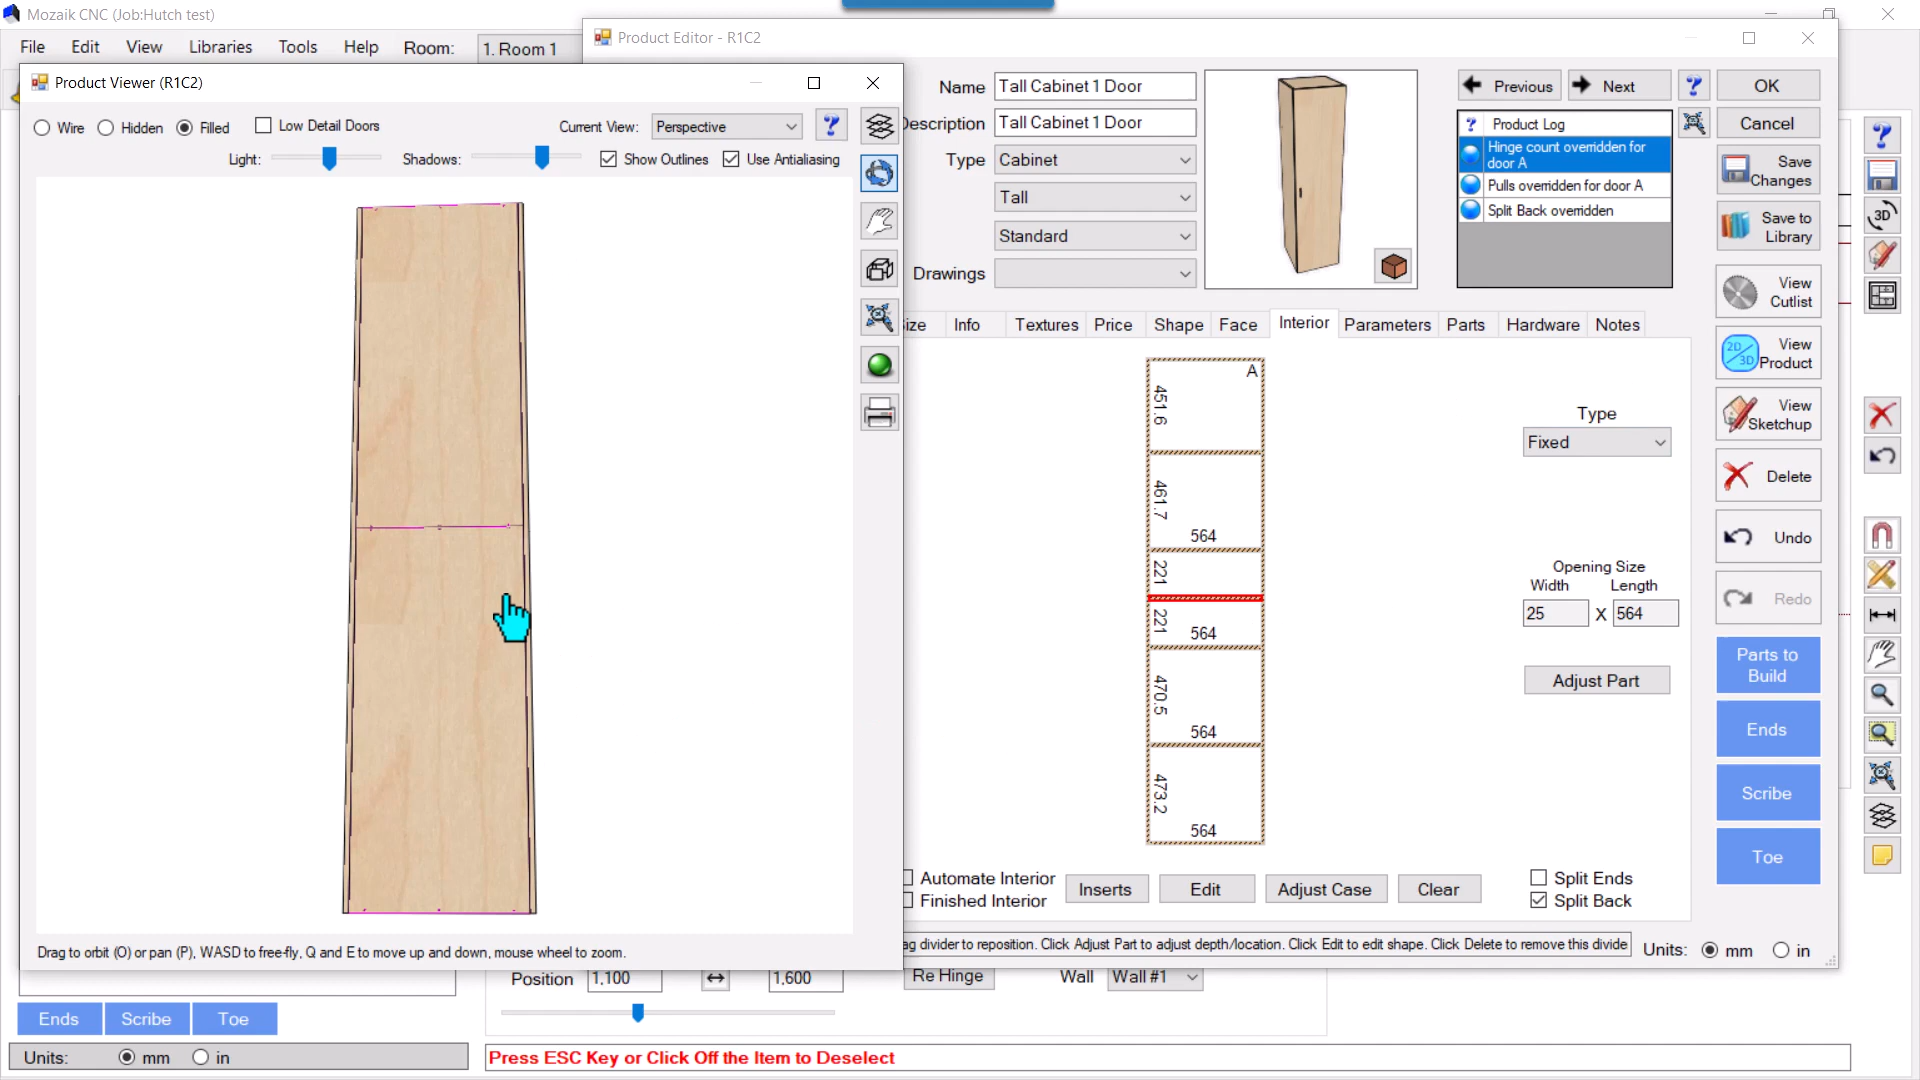 Mozaik CNC (Job:Hutch test)
File Edit View Libraries Tools Help Room: 1. Room 1
Product Editor - R1C2
Product Viewer (R1C2)
Wire Hidden Filled Low Detail Doors Current View: Perspective
Light: Shadows: Show Outlines Use Antialiasing
Drag to orbit (O) or pan (P), WASD to free-fly, Q and E to move up and down, mouse wheel to zoom.
Name Tall Cabinet 1 Door
Description Tall Cabinet 1 Door
Type Cabinet
Tall
Standard
Drawings
Previous Next OK
Product Log
Hinge count overridden for
door A
Pulls overridden for door A
Split Back overridden
Cancel
Save
Changes
Save to
Library
View
Cutlist
2D/3D View
Product
View
Sketchup
Delete
Undo
Redo
Parts to
Build
Ends
Scribe
Toe
3D
Info Textures Price Shape Face Interior Parameters Parts Hardware Notes
A
451.6
461.7
564
221
221
564
470.5
564
473.2
564
Type
Fixed
Opening Size
Width Length
25 X 564
Adjust Part
Automate Interior
Finished Interior
Inserts Edit Adjust Case Clear
Split Ends
Split Back
divider to reposition. Click Adjust Part to adjust depth/location. Click Edit to edit shape. Click Delete to remove this divide
Units: mm in
Position 1,100 1,600 Re Hinge Wall Wall #1
Ends Scribe Toe
Units: mm in
Press ESC Key or Click Off the Item to Deselect